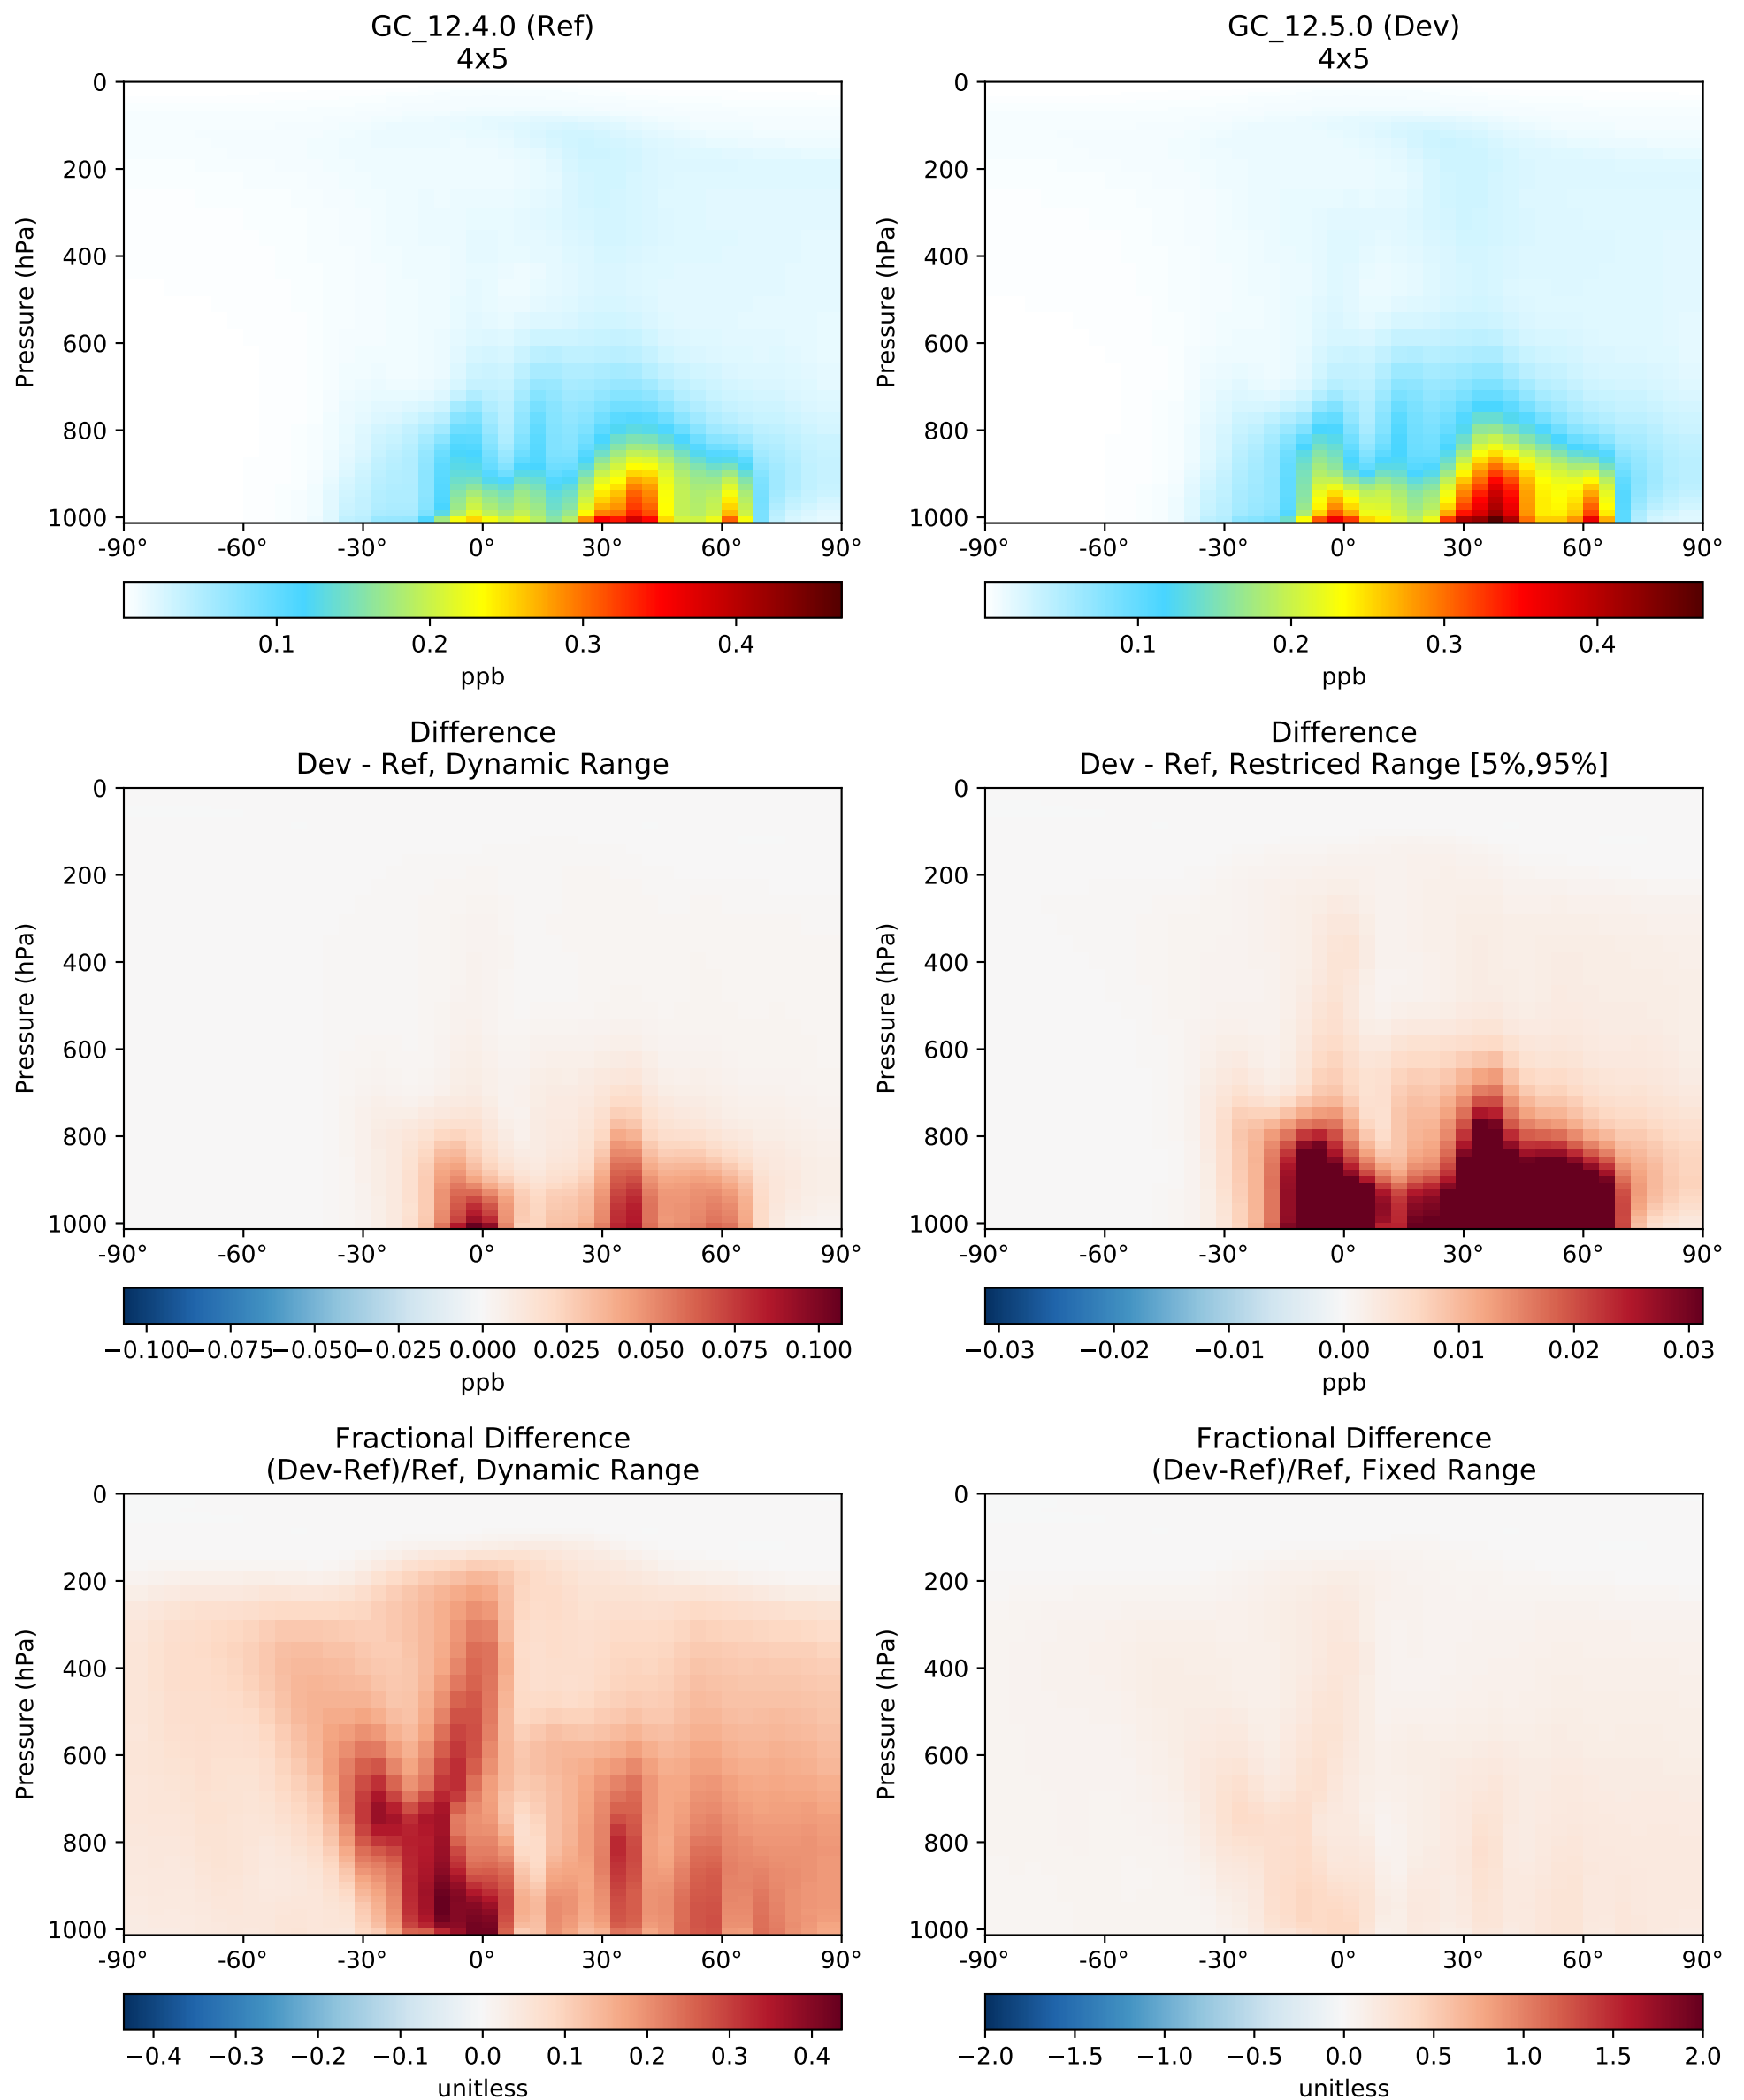 GC_12.4.0 (Ref)
4x5
GC_12.5.0 (Dev)
4x5
Pressure (hPa)
0
200
400
600
800
1000
-90° -60° -30° 0° 30° 60° 90°
0.1 0.2 0.3 0.4
ppb
Pressure (hPa)
0
200
400
600
800
1000
-90° -60° -30° 0° 30° 60° 90°
0.1 0.2 0.3 0.4
ppb
Difference
Dev - Ref, Dynamic Range
Difference
Dev - Ref, Restriced Range [5%,95%]
Pressure (hPa)
0
200
400
600
800
1000
-90° -60° -30° 0° 30° 60° 90°
−0.100 −0.075 −0.050 −0.025 0.000 0.025 0.050 0.075 0.100
ppb
Pressure (hPa)
0
200
400
600
800
1000
-90° -60° -30° 0° 30° 60° 90°
−0.03 −0.02 −0.01 0.00 0.01 0.02 0.03
ppb
Fractional Difference
(Dev-Ref)/Ref, Dynamic Range
Fractional Difference
(Dev-Ref)/Ref, Fixed Range
Pressure (hPa)
0
200
400
600
800
1000
-90° -60° -30° 0° 30° 60° 90°
−0.4 −0.3 −0.2 −0.1 0.0 0.1 0.2 0.3 0.4
unitless
Pressure (hPa)
0
200
400
600
800
1000
-90° -60° -30° 0° 30° 60° 90°
−2.0 −1.5 −1.0 −0.5 0.0 0.5 1.0 1.5 2.0
unitless